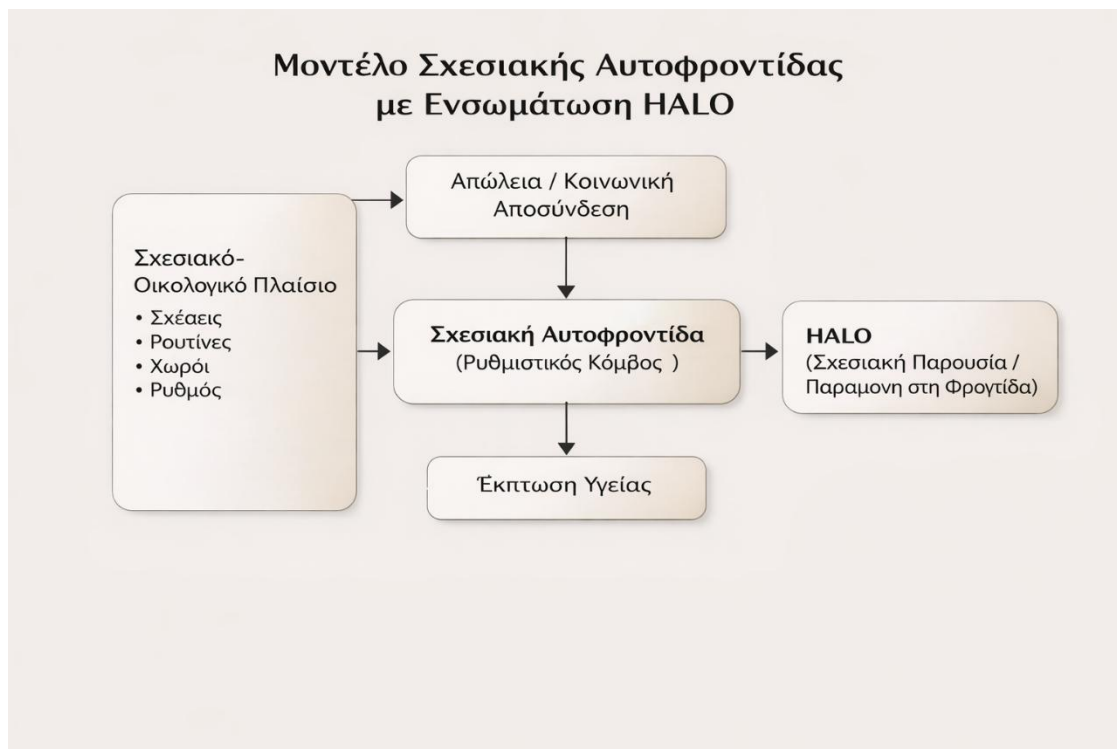 Μοντέλο Σχεσιακής Αυτοφροντίδας
με Ενσωμάτωση HALO
Απώλεια / Κοινωνική
Αποσύνδεση
Σχεσιακό-
Οικολογικό Πλαίσιο
• Σχέαεις
• Ρουτίνες
• Χωρόι
• Ρυθμός
Σχεσιακή Αυτοφροντίδα
(Ρυθμιστικός Κόμβος )
HALO
(Σχεσιακή Παρουσία /
Παραμονη στη Φρογτίδα)
Έκπτωση Υγείας